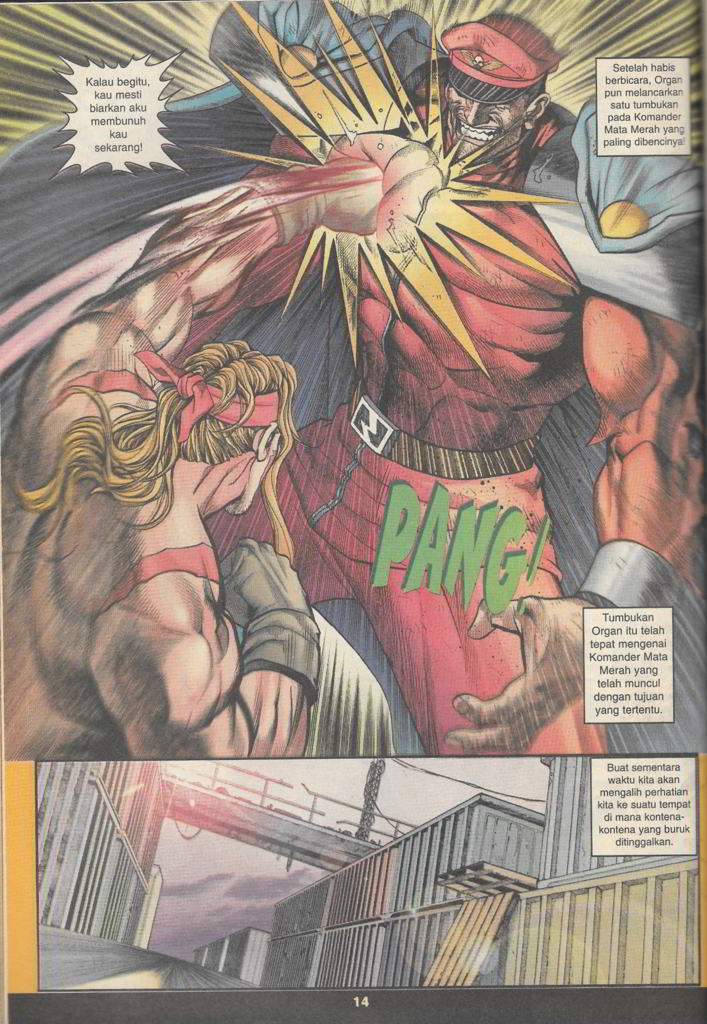 Kalau begitu,
kau mesti
biarkan aku
membunuh
kau
sekarang!
Setelah habis
berbicara, Organ
pun melancarkan
satu tumbukan
pada Komander
Mata Merah yang
paling dibencinya!
PANG!
Tumbukan
Organ itu telah
tepat mengenai
Komander Mata
Merah yang
telah muncul
dengan tujuan
yang tertentu.
Buat sementara
waktu kita akan
mengalih perhatian
kita ke suatu tempat
di mana kontena-
kontena yang buruk
ditinggalkan.
14